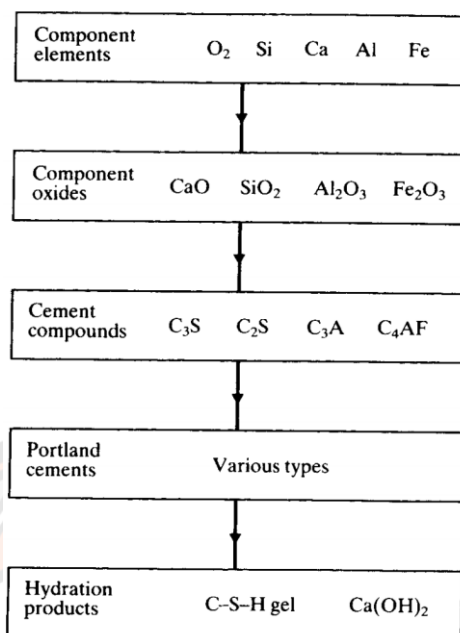 Component
elements O₂ Si Ca Al Fe
Component
oxides CaO SiO₂ Al₂O₃ Fe₂O₃
Cement
compounds C₃S C₂S C₃A C₄AF
Portland
cements Various types
Hydration
products C–S–H gel Ca(OH)₂